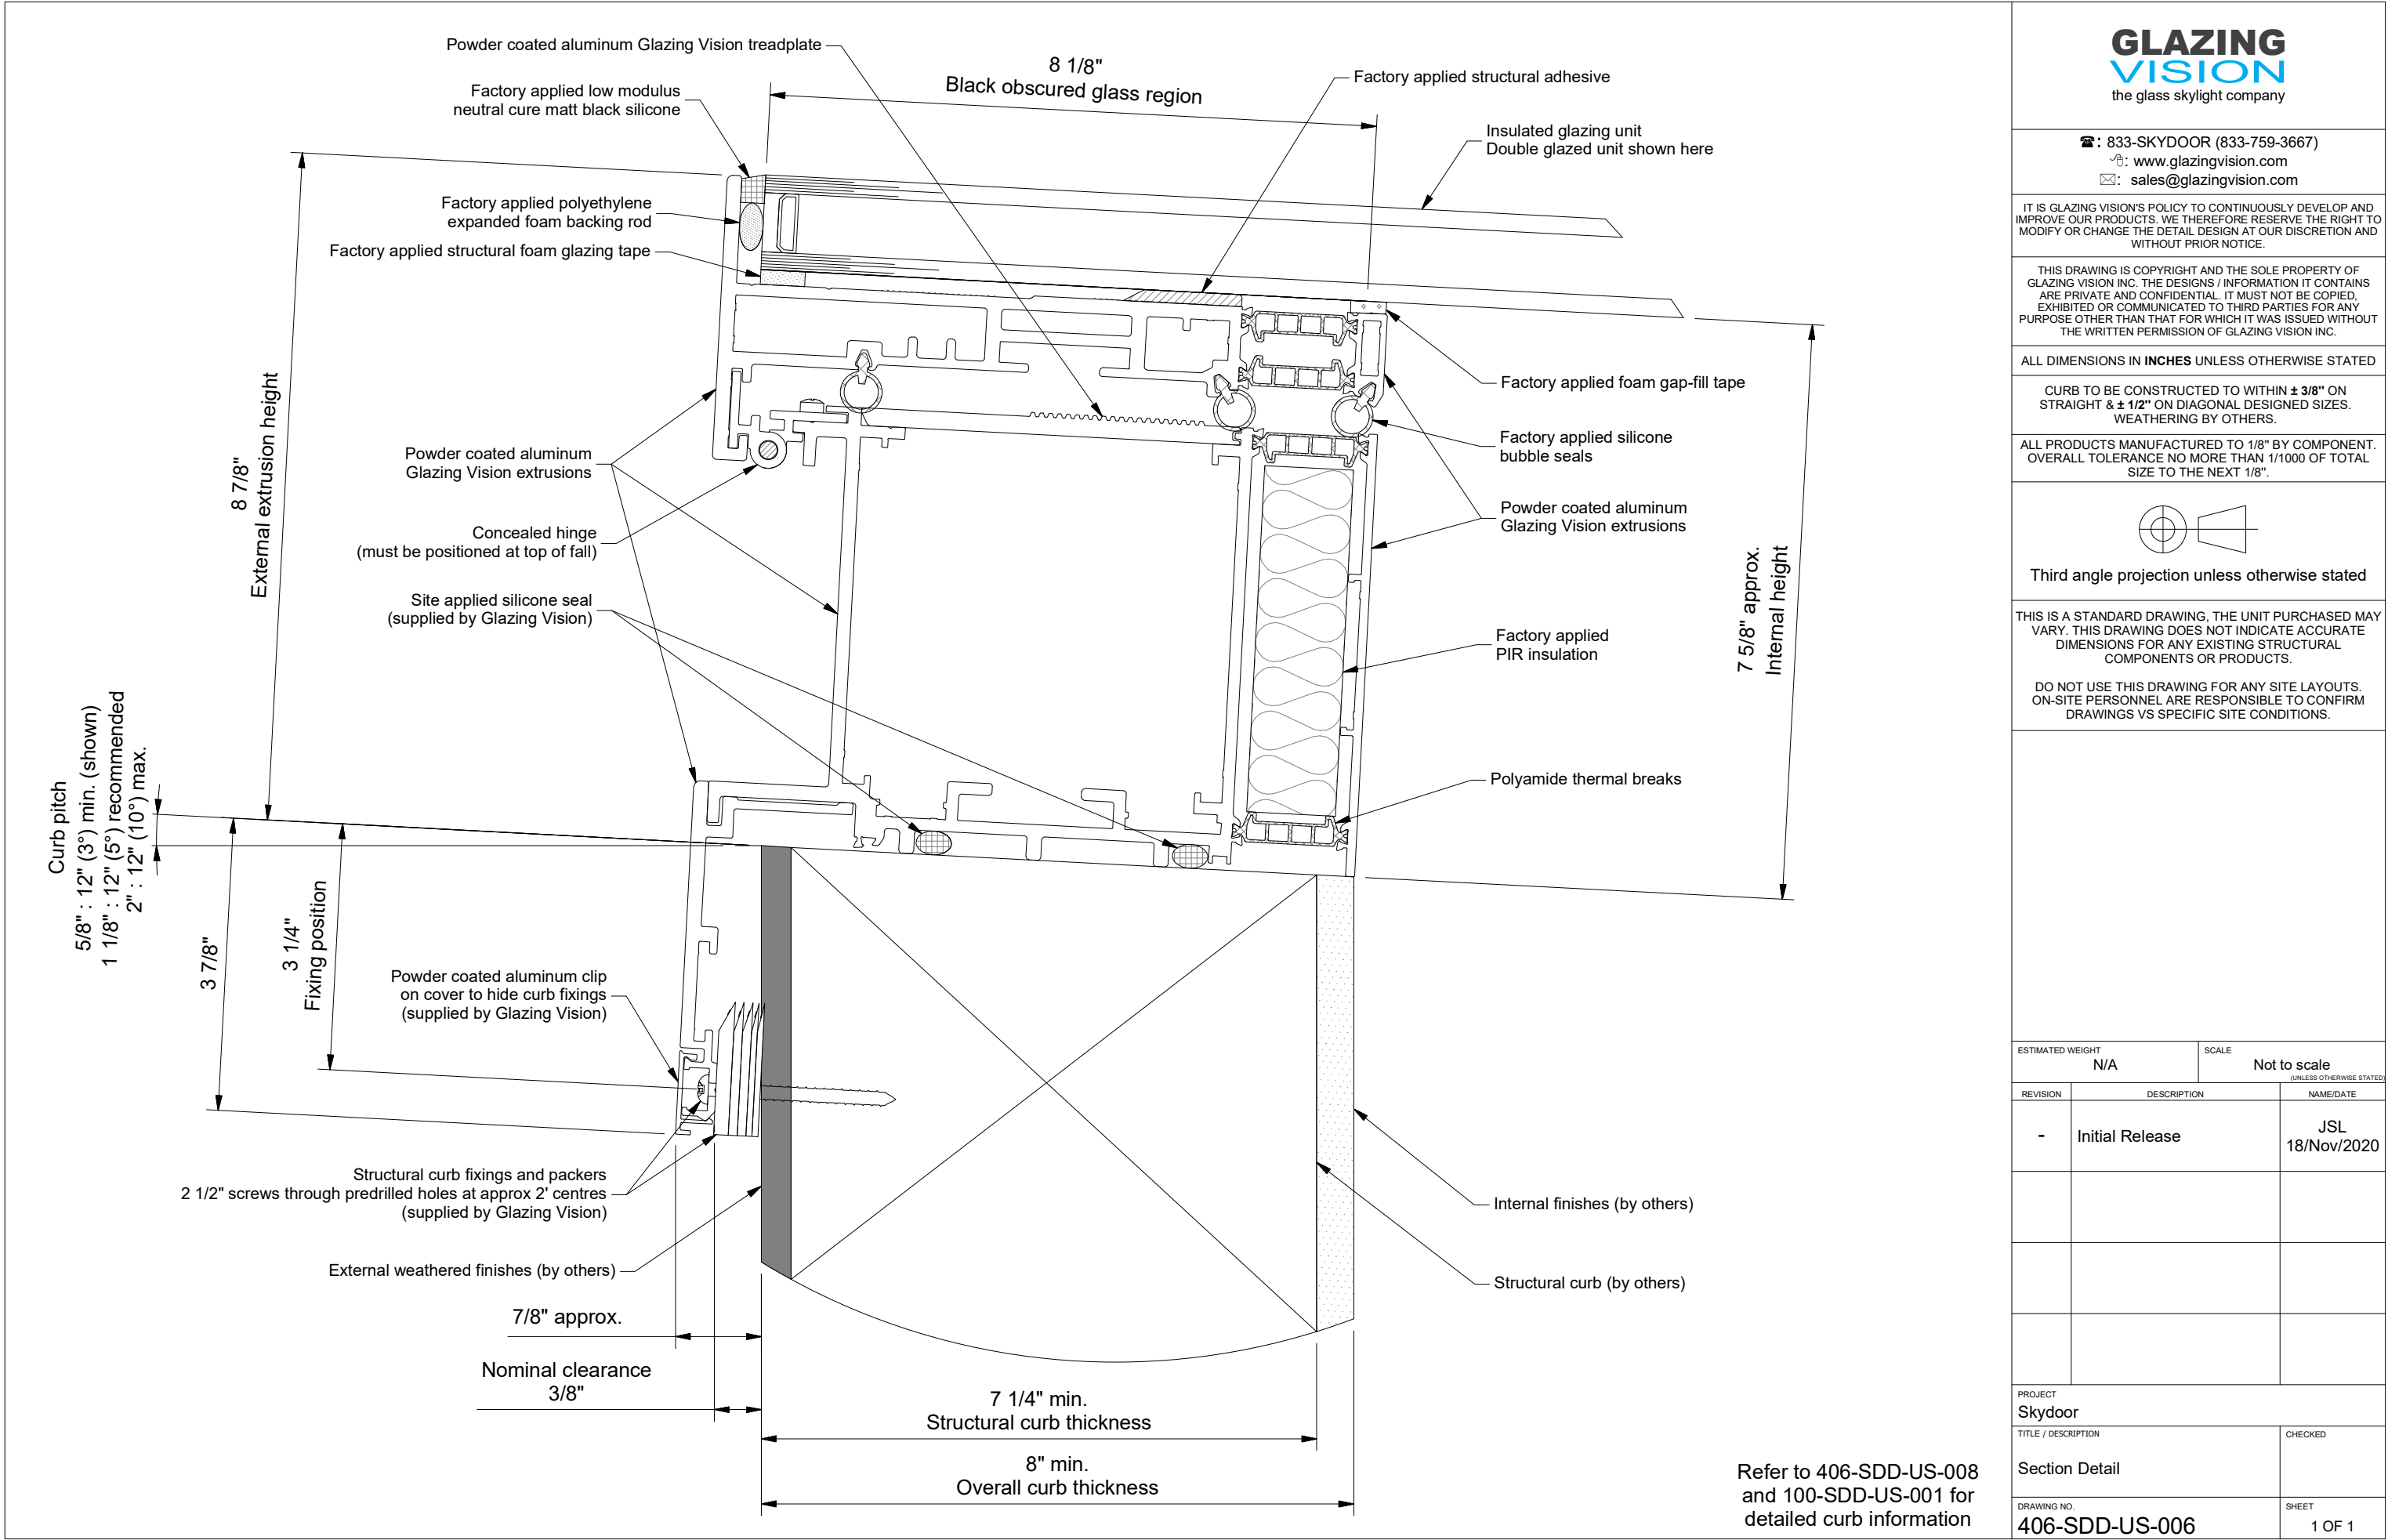 Powder coated aluminum Glazing Vision treadplate
8 1/8"
Black obscured glass region
Factory applied structural adhesive
Factory applied low modulus
neutral cure matt black silicone
Insulated glazing unit
Double glazed unit shown here
Factory applied polyethylene
expanded foam backing rod
Factory applied structural foam glazing tape
8 7/8"
External extrusion height
Factory applied foam gap-fill tape
Factory applied silicone
bubble seals
Powder coated aluminum
Glazing Vision extrusions
Powder coated aluminum
Glazing Vision extrusions
Concealed hinge
(must be positioned at top of fall)
Site applied silicone seal
(supplied by Glazing Vision)
7 5/8" approx.
Internal height
Factory applied
PIR insulation
Polyamide thermal breaks
Curb pitch
5/8" : 12" (3°) min. (shown)
1 1/8" : 12" (5°) recommended
2" : 12" (10°) max.
3 7/8"
3 1/4"
Fixing position
Powder coated aluminum clip
on cover to hide curb fixings
(supplied by Glazing Vision)
Structural curb fixings and packers
2 1/2" screws through predrilled holes at approx 2' centres
(supplied by Glazing Vision)
External weathered finishes (by others)
Internal finishes (by others)
Structural curb (by others)
7/8" approx.
Nominal clearance
3/8"
7 1/4" min.
Structural curb thickness
8" min.
Overall curb thickness
Refer to 406-SDD-US-008
and 100-SDD-US-001 for
detailed curb information
GLAZING
VISION
the glass skylight company
☎: 833-SKYDOOR (833-759-3667)
: www.glazingvision.com
✉: sales@glazingvision.com
IT IS GLAZING VISION'S POLICY TO CONTINUOUSLY DEVELOP AND
IMPROVE OUR PRODUCTS. WE THEREFORE RESERVE THE RIGHT TO
MODIFY OR CHANGE THE DETAIL DESIGN AT OUR DISCRETION AND
WITHOUT PRIOR NOTICE.
THIS DRAWING IS COPYRIGHT AND THE SOLE PROPERTY OF
GLAZING VISION INC. THE DESIGNS / INFORMATION IT CONTAINS
ARE PRIVATE AND CONFIDENTIAL. IT MUST NOT BE COPIED,
EXHIBITED OR COMMUNICATED TO THIRD PARTIES FOR ANY
PURPOSE OTHER THAN THAT FOR WHICH IT WAS ISSUED WITHOUT
THE WRITTEN PERMISSION OF GLAZING VISION INC.
ALL DIMENSIONS IN INCHES UNLESS OTHERWISE STATED
CURB TO BE CONSTRUCTED TO WITHIN ± 3/8" ON
STRAIGHT & ± 1/2" ON DIAGONAL DESIGNED SIZES.
WEATHERING BY OTHERS.
ALL PRODUCTS MANUFACTURED TO 1/8" BY COMPONENT.
OVERALL TOLERANCE NO MORE THAN 1/1000 OF TOTAL
SIZE TO THE NEXT 1/8".
Third angle projection unless otherwise stated
THIS IS A STANDARD DRAWING, THE UNIT PURCHASED MAY
VARY. THIS DRAWING DOES NOT INDICATE ACCURATE
DIMENSIONS FOR ANY EXISTING STRUCTURAL
COMPONENTS OR PRODUCTS.
DO NOT USE THIS DRAWING FOR ANY SITE LAYOUTS.
ON-SITE PERSONNEL ARE RESPONSIBLE TO CONFIRM
DRAWINGS VS SPECIFIC SITE CONDITIONS.
ESTIMATED WEIGHT
N/A
SCALE
Not to scale
(UNLESS OTHERWISE STATED)
REVISION DESCRIPTION NAME/DATE
- Initial Release JSL
18/Nov/2020
PROJECT
Skydoor
TITLE / DESCRIPTION
Section Detail
CHECKED
DRAWING NO.
406-SDD-US-006
SHEET
1 OF 1